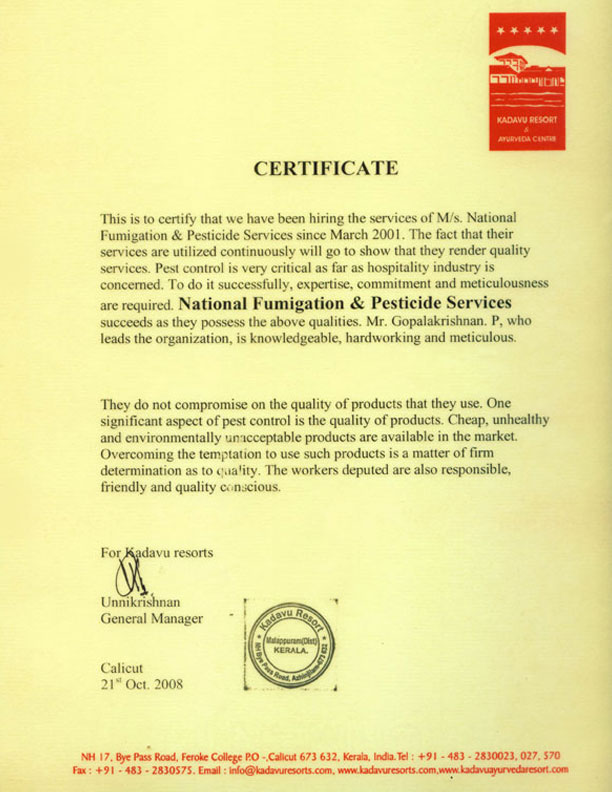 KADAVU RESORT
&
AYURVEDA CENTRE
CERTIFICATE
This is to certify that we have been hiring the services of M/s. National
Fumigation & Pesticide Services since March 2001. The fact that their
services are utilized continuously will go to show that they render quality
services. Pest control is very critical as far as hospitality industry is
concerned. To do it successfully, expertise, commitment and meticulousness
are required. National Fumigation & Pesticide Services
succeeds as they possess the above qualities. Mr. Gopalakrishnan. P, who
leads the organization, is knowledgeable, hardworking and meticulous.
They do not compromise on the quality of products that they use. One
significant aspect of pest control is the quality of products. Cheap, unhealthy
and environmentally unacceptable products are available in the market.
Overcoming the temptation to use such products is a matter of firm
determination as to quality. The workers deputed are also responsible,
friendly and quality conscious.
For Kadavu resorts
Unnikrishnan
General Manager
Kadavu Resort
Malappuram(Dist)
KERALA.
NH Bye Pass Road, Azhinjilam-673 632
Calicut
21st Oct. 2008
NH 17, Bye Pass Road, Feroke College P.O -,Calicut 673 632, Kerala, India. Tel : +91 - 483 - 2830023, 027, 570
Fax : +91 - 483 - 2830575. Email : info@kadavuresorts.com, www.kadavuresorts.com,www.kadavuayurvedaresort.com